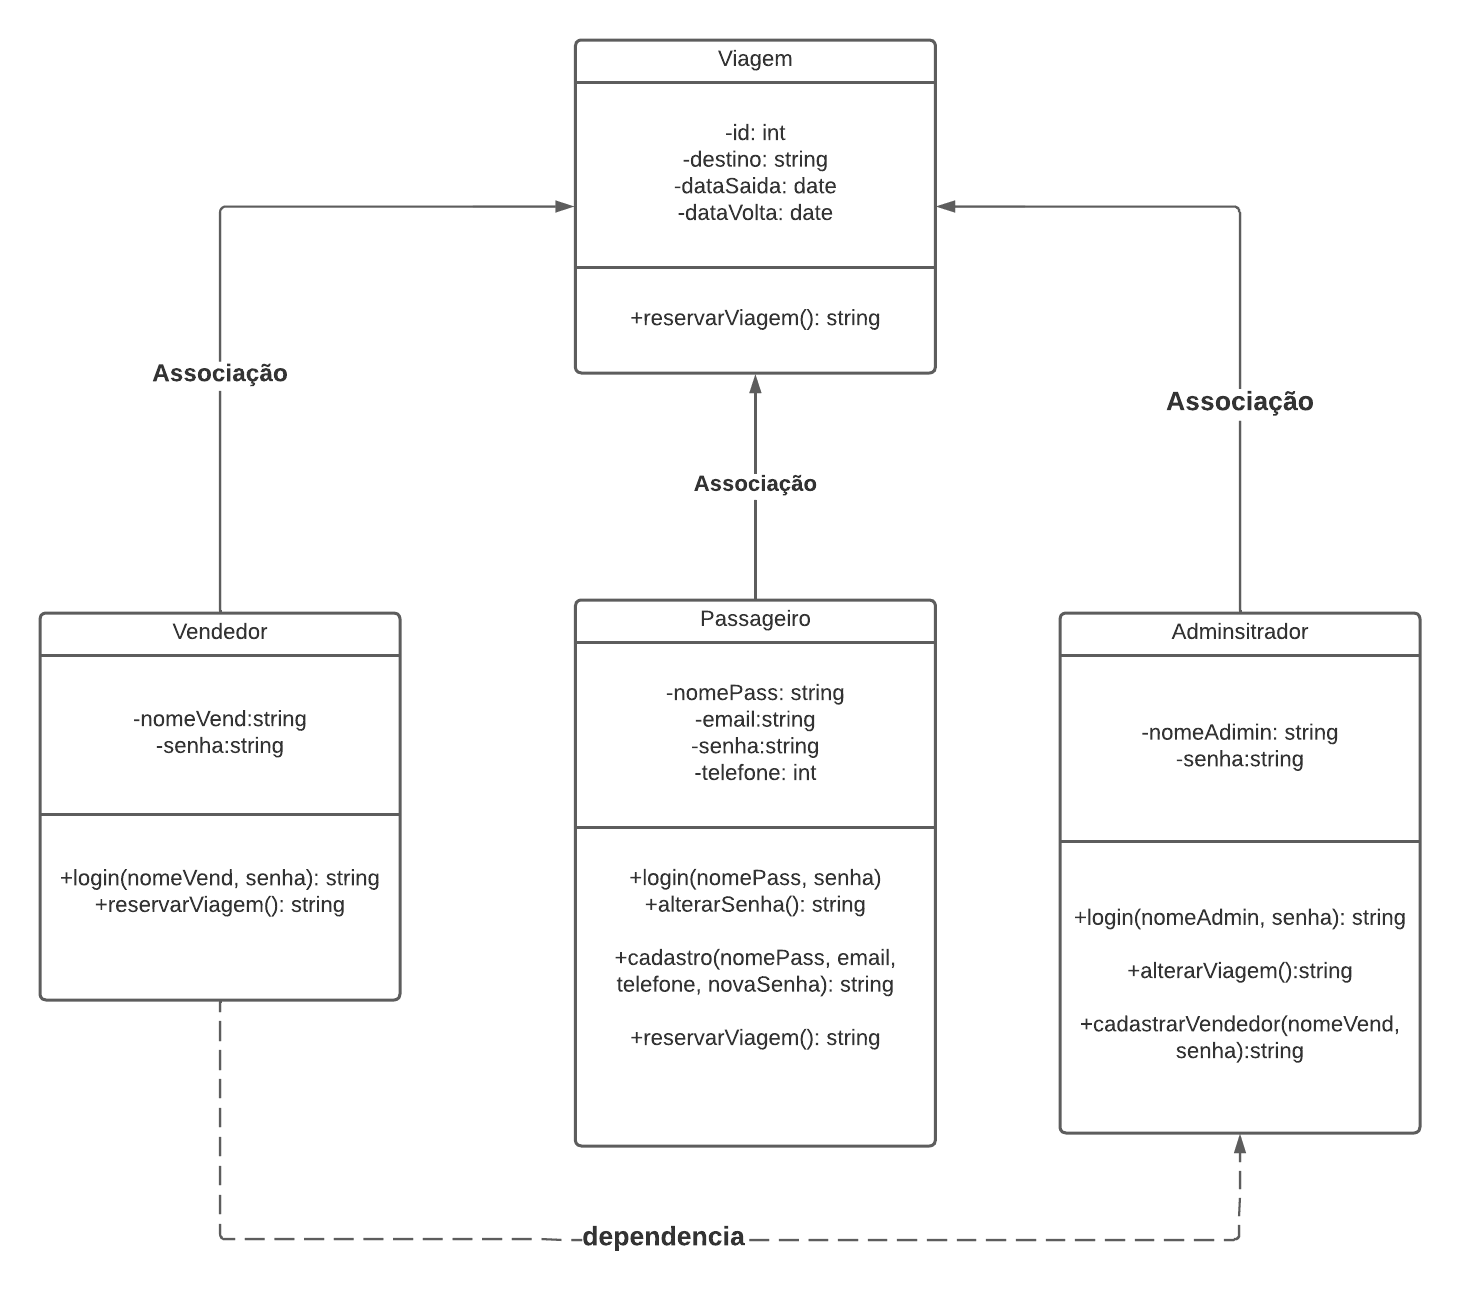 Viagem
-id: int
-destino: string
-dataSaida: date
-dataVolta: date
+reservarViagem(): string
Associação
Associação
Associação
Vendedor
-nomeVend:string
-senha:string
+login(nomeVend, senha): string
+reservarViagem(): string
Passageiro
-nomePass: string
-email:string
-senha:string
-telefone: int
+login(nomePass, senha)
+alterarSenha(): string
+cadastro(nomePass, email,
telefone, novaSenha): string
+reservarViagem(): string
Adminsitrador
-nomeAdimin: string
-senha:string
+login(nomeAdmin, senha): string
+alterarViagem():string
+cadastrarVendedor(nomeVend,
senha):string
dependencia